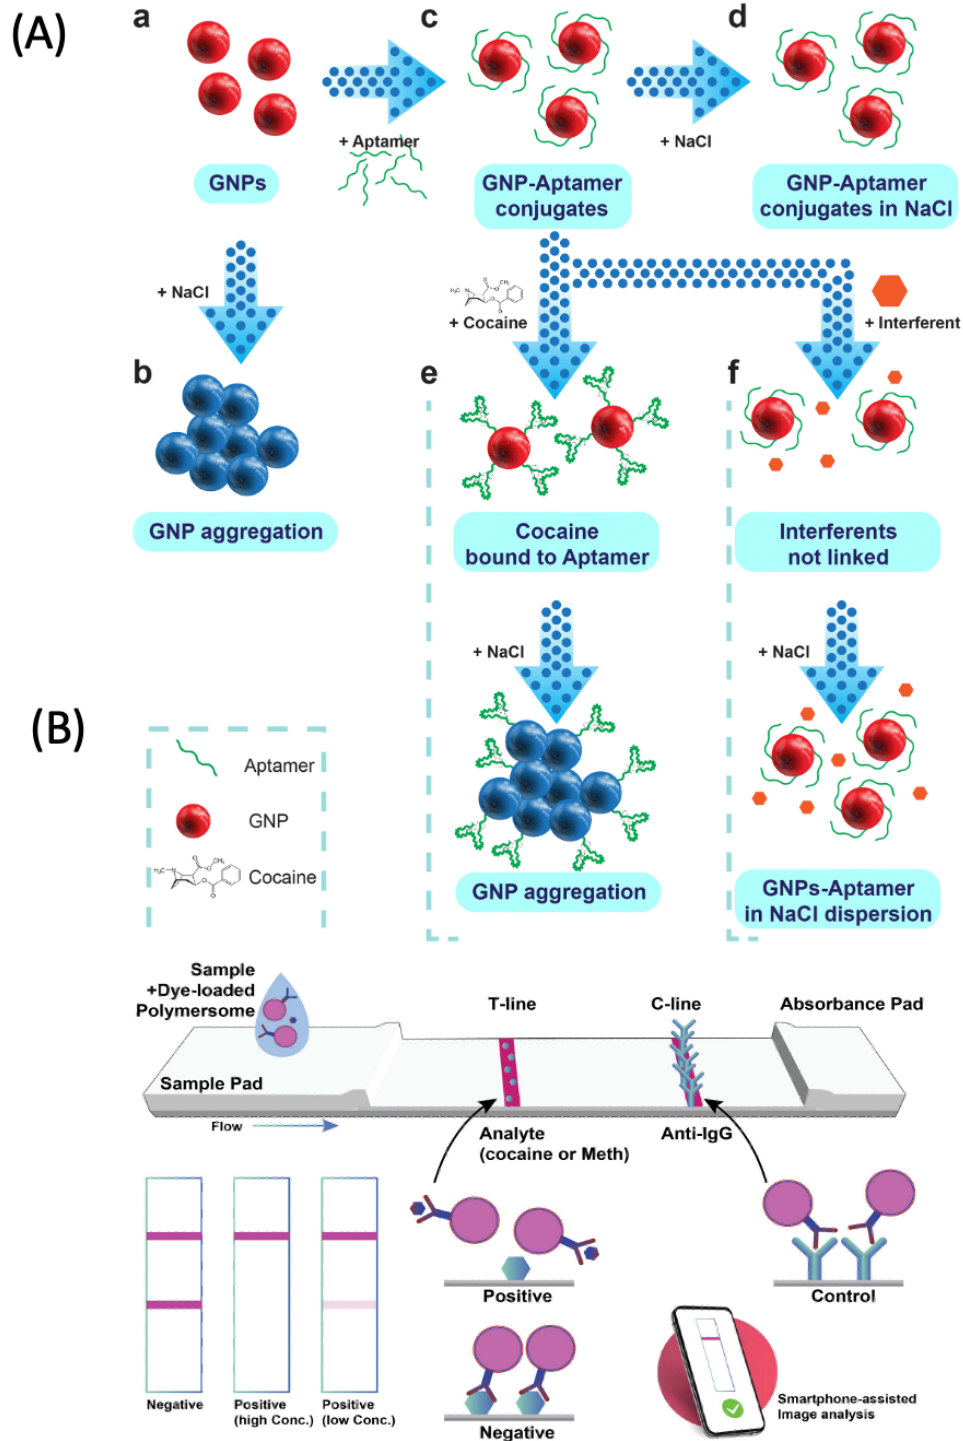 (A)
a
c
d
+ Aptamer
+ NaCl
GNPs
GNP-Aptamer
conjugates
GNP-Aptamer
conjugates in NaCl
+ NaCl
+ Cocaine
+ Interferent
b
e
f
GNP aggregation
Cocaine
bound to Aptamer
Interferents
not linked
+ NaCl
+ NaCl
(B)
Aptamer
GNP
Cocaine
GNP aggregation
GNPs-Aptamer
in NaCl dispersion
Sample
+Dye-loaded
Polymersome
T-line
C-line
Absorbance Pad
Sample Pad
Flow
Analyte
(cocaine or Meth)
Anti-IgG
Positive
Control
Negative
Positive
(high Conc.)
Positive
(low Conc.)
Negative
Smartphone-assisted
Image analysis